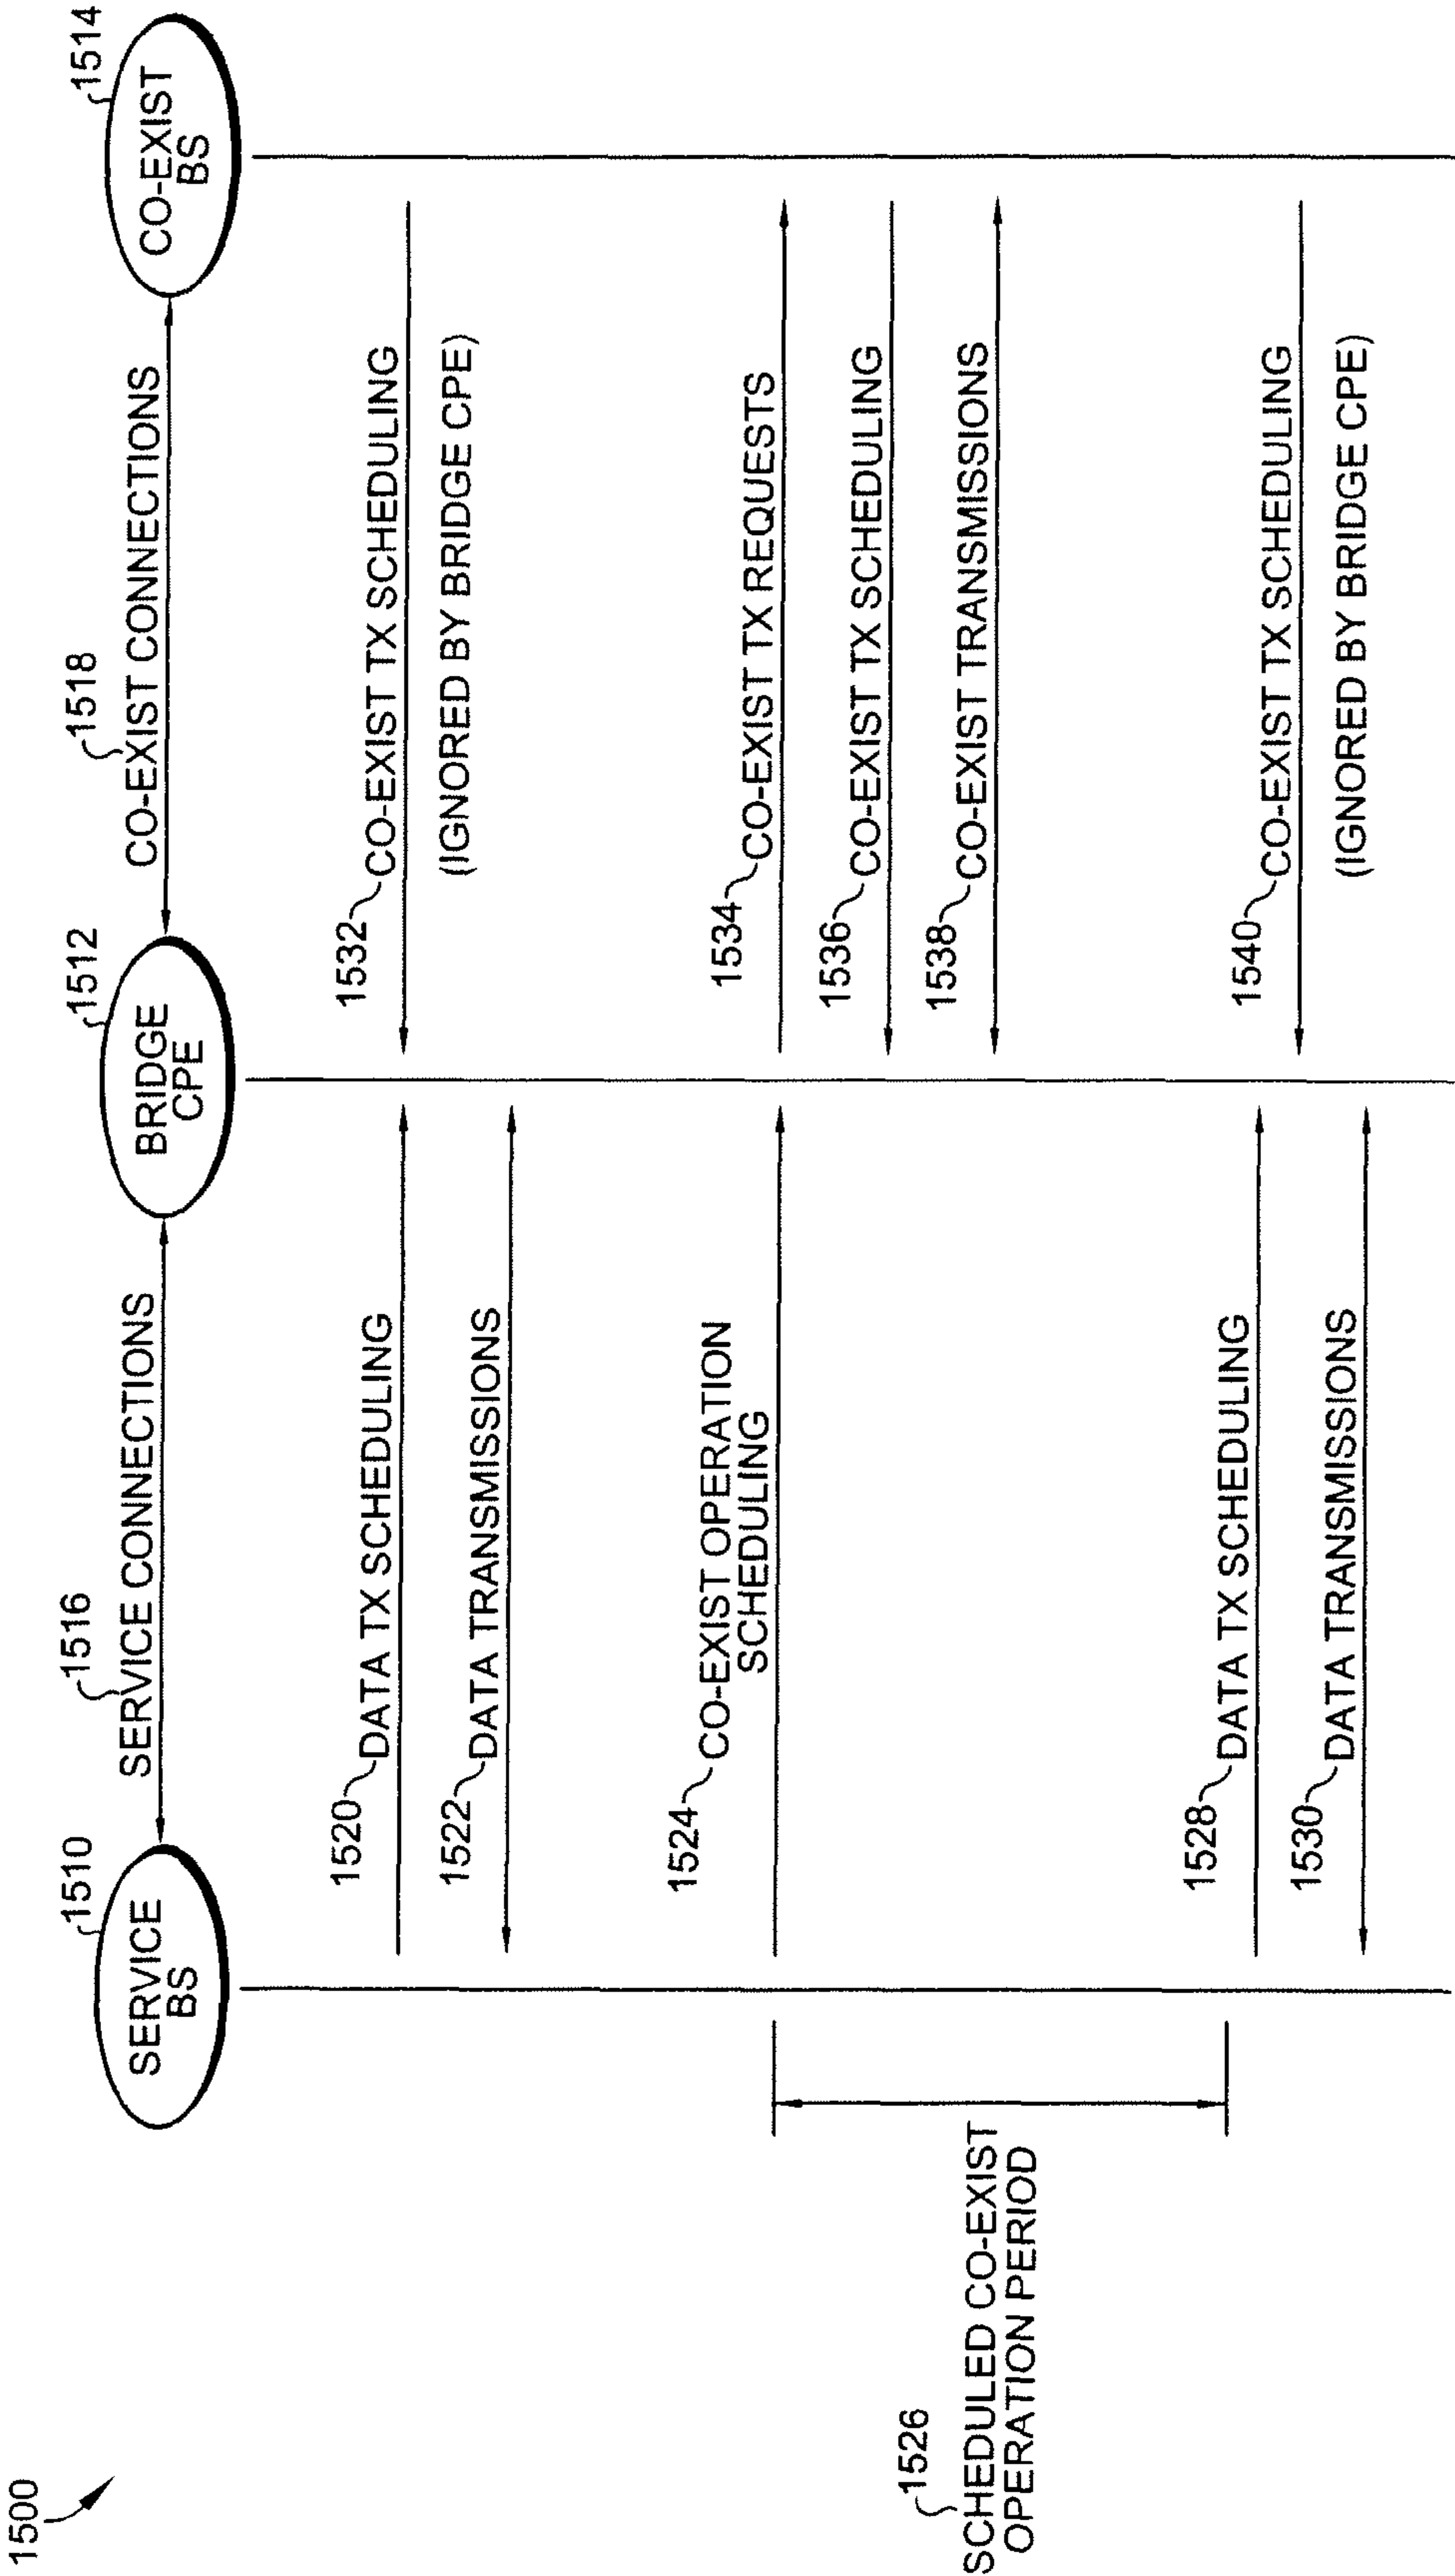 1500
1510
SERVICE
BS
1516
SERVICE CONNECTIONS
1512
BRIDGE
CPE
1518
CO-EXIST CONNECTIONS
1514
CO-EXIST
BS
1520 DATA TX SCHEDULING
1532 CO-EXIST TX SCHEDULING
(IGNORED BY BRIDGE CPE)
1522 DATA TRANSMISSIONS
1524 CO-EXIST OPERATION
SCHEDULING
1534 CO-EXIST TX REQUESTS
1536 CO-EXIST TX SCHEDULING
1538 CO-EXIST TRANSMISSIONS
1526
SCHEDULED CO-EXIST
OPERATION PERIOD
1528 DATA TX SCHEDULING
1540 CO-EXIST TX SCHEDULING
(IGNORED BY BRIDGE CPE)
1530 DATA TRANSMISSIONS